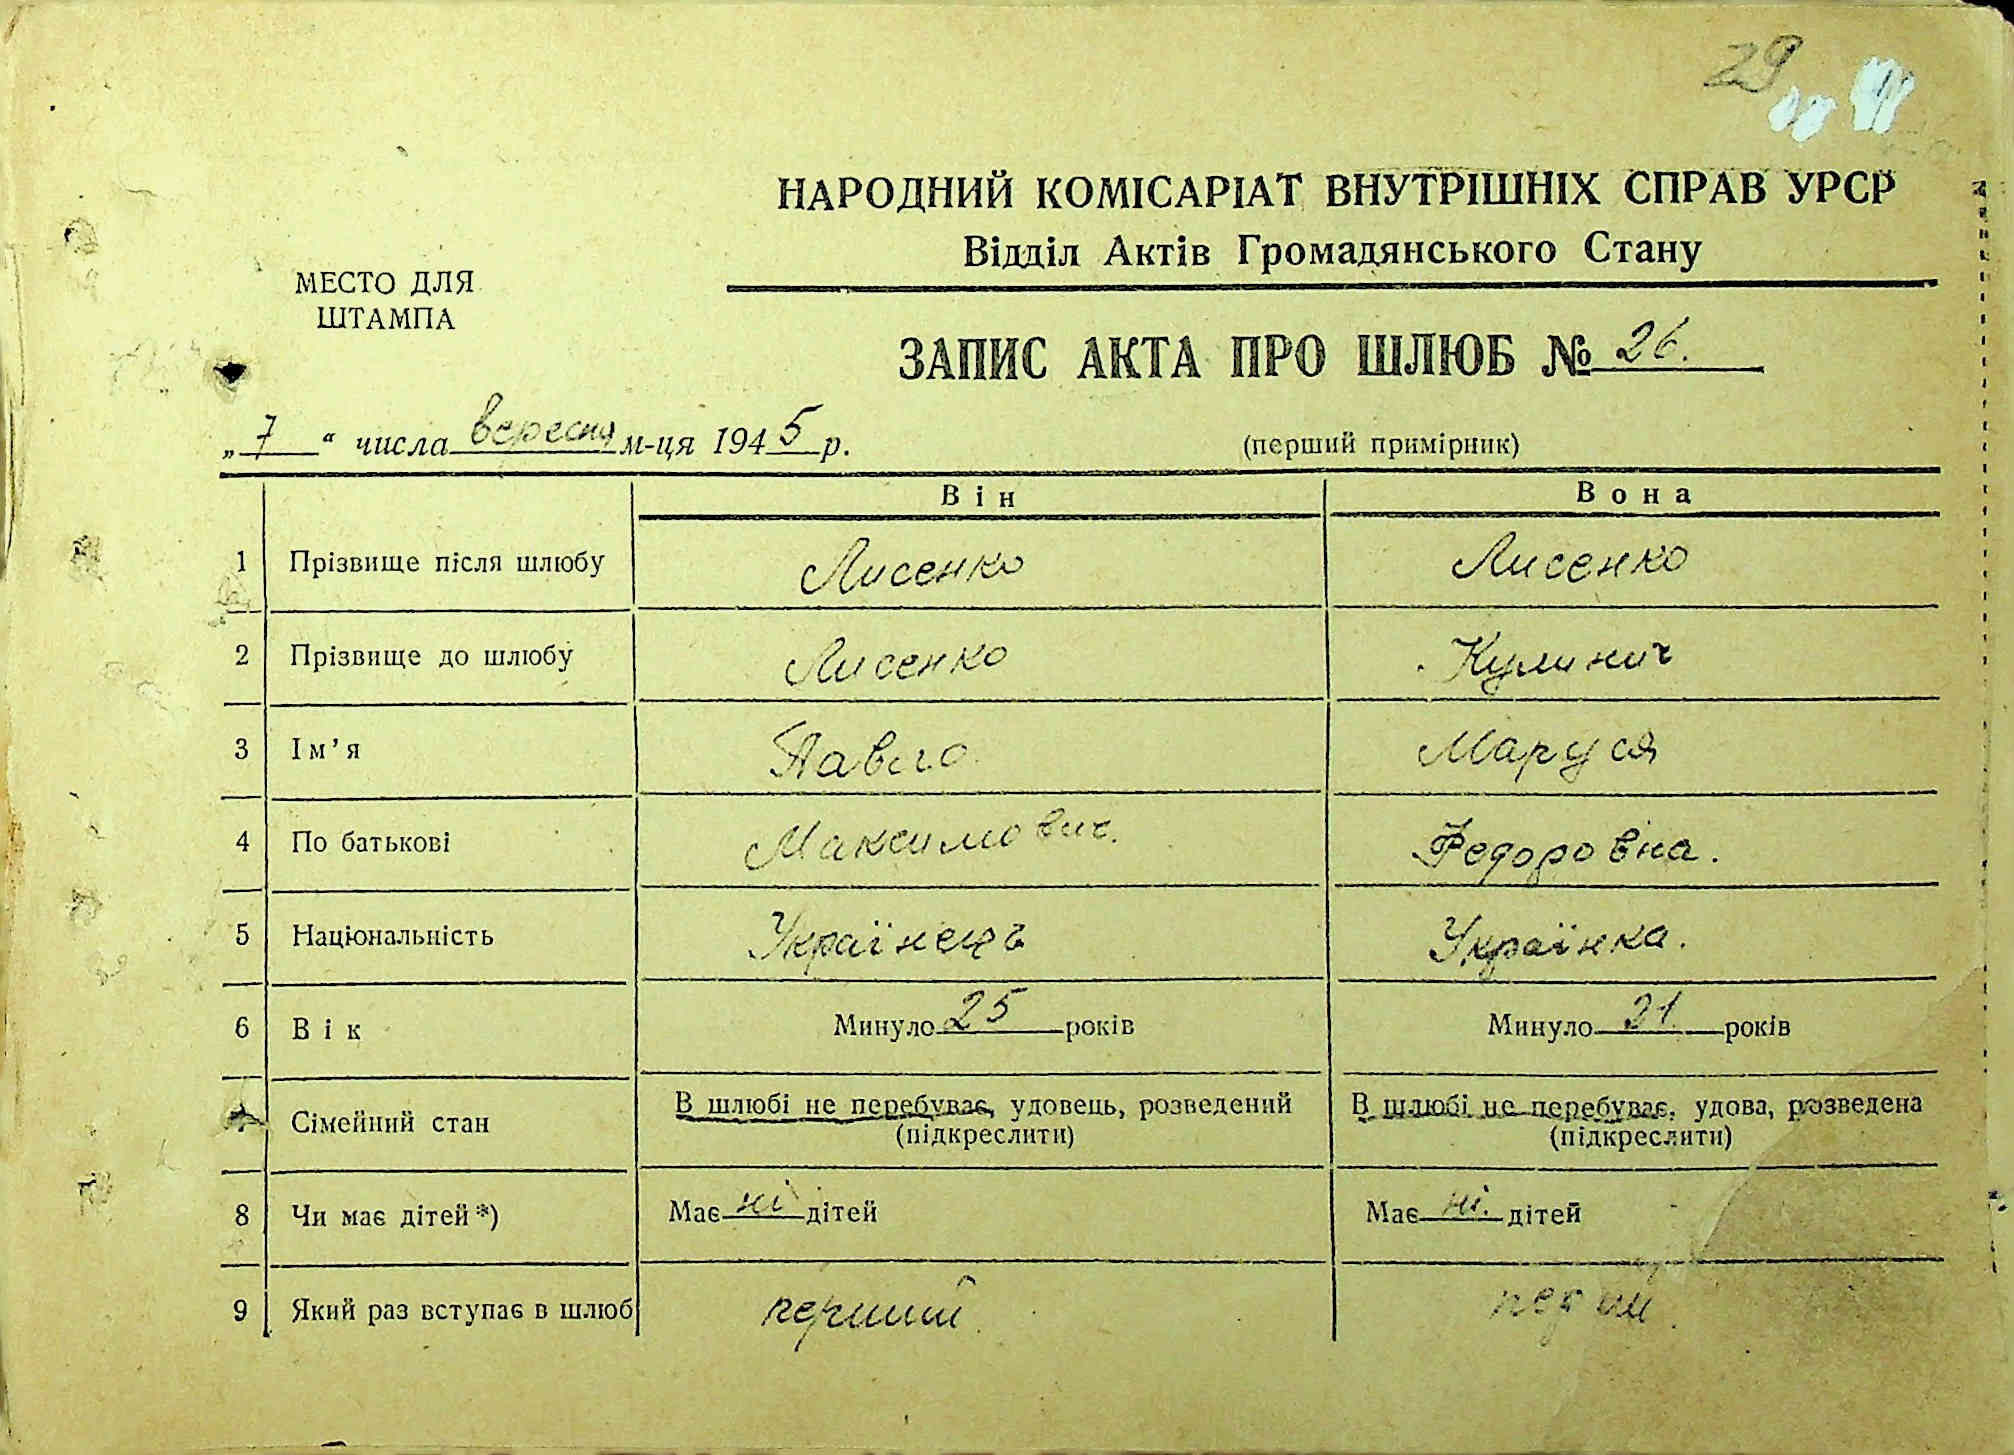 29
НАРОДНИЙ КОМІСАРІАТ ВНУТРІШНІХ СПРАВ УРСР
Відділ Актів Громадянського Стану
МЕСТО ДЛЯ
ШТАМПА
ЗАПИС АКТА ПРО ШЛЮБ № 26.
„7“ числа вересня м-ця 1945 р.
(перший примірник)
Він Вона
1 Прізвище після шлюбу Лисенко Лисенко
2 Прізвище до шлюбу Лисенко Кулинич
3 Ім’я Павло Маруся
4 По батькові Максимович. Федоровна.
5 Національність Українець Українка.
6 Вік Минуло 25 років Минуло 21 років
Сімейний стан В шлюбі не перебуває, удовець, розведений В шлюбі не перебуває, удова, розведена
(підкреслити) (підкреслити)
8 Чи має дітей*) Має ні дітей Має ні. дітей
9 Який раз вступає в шлюб перший